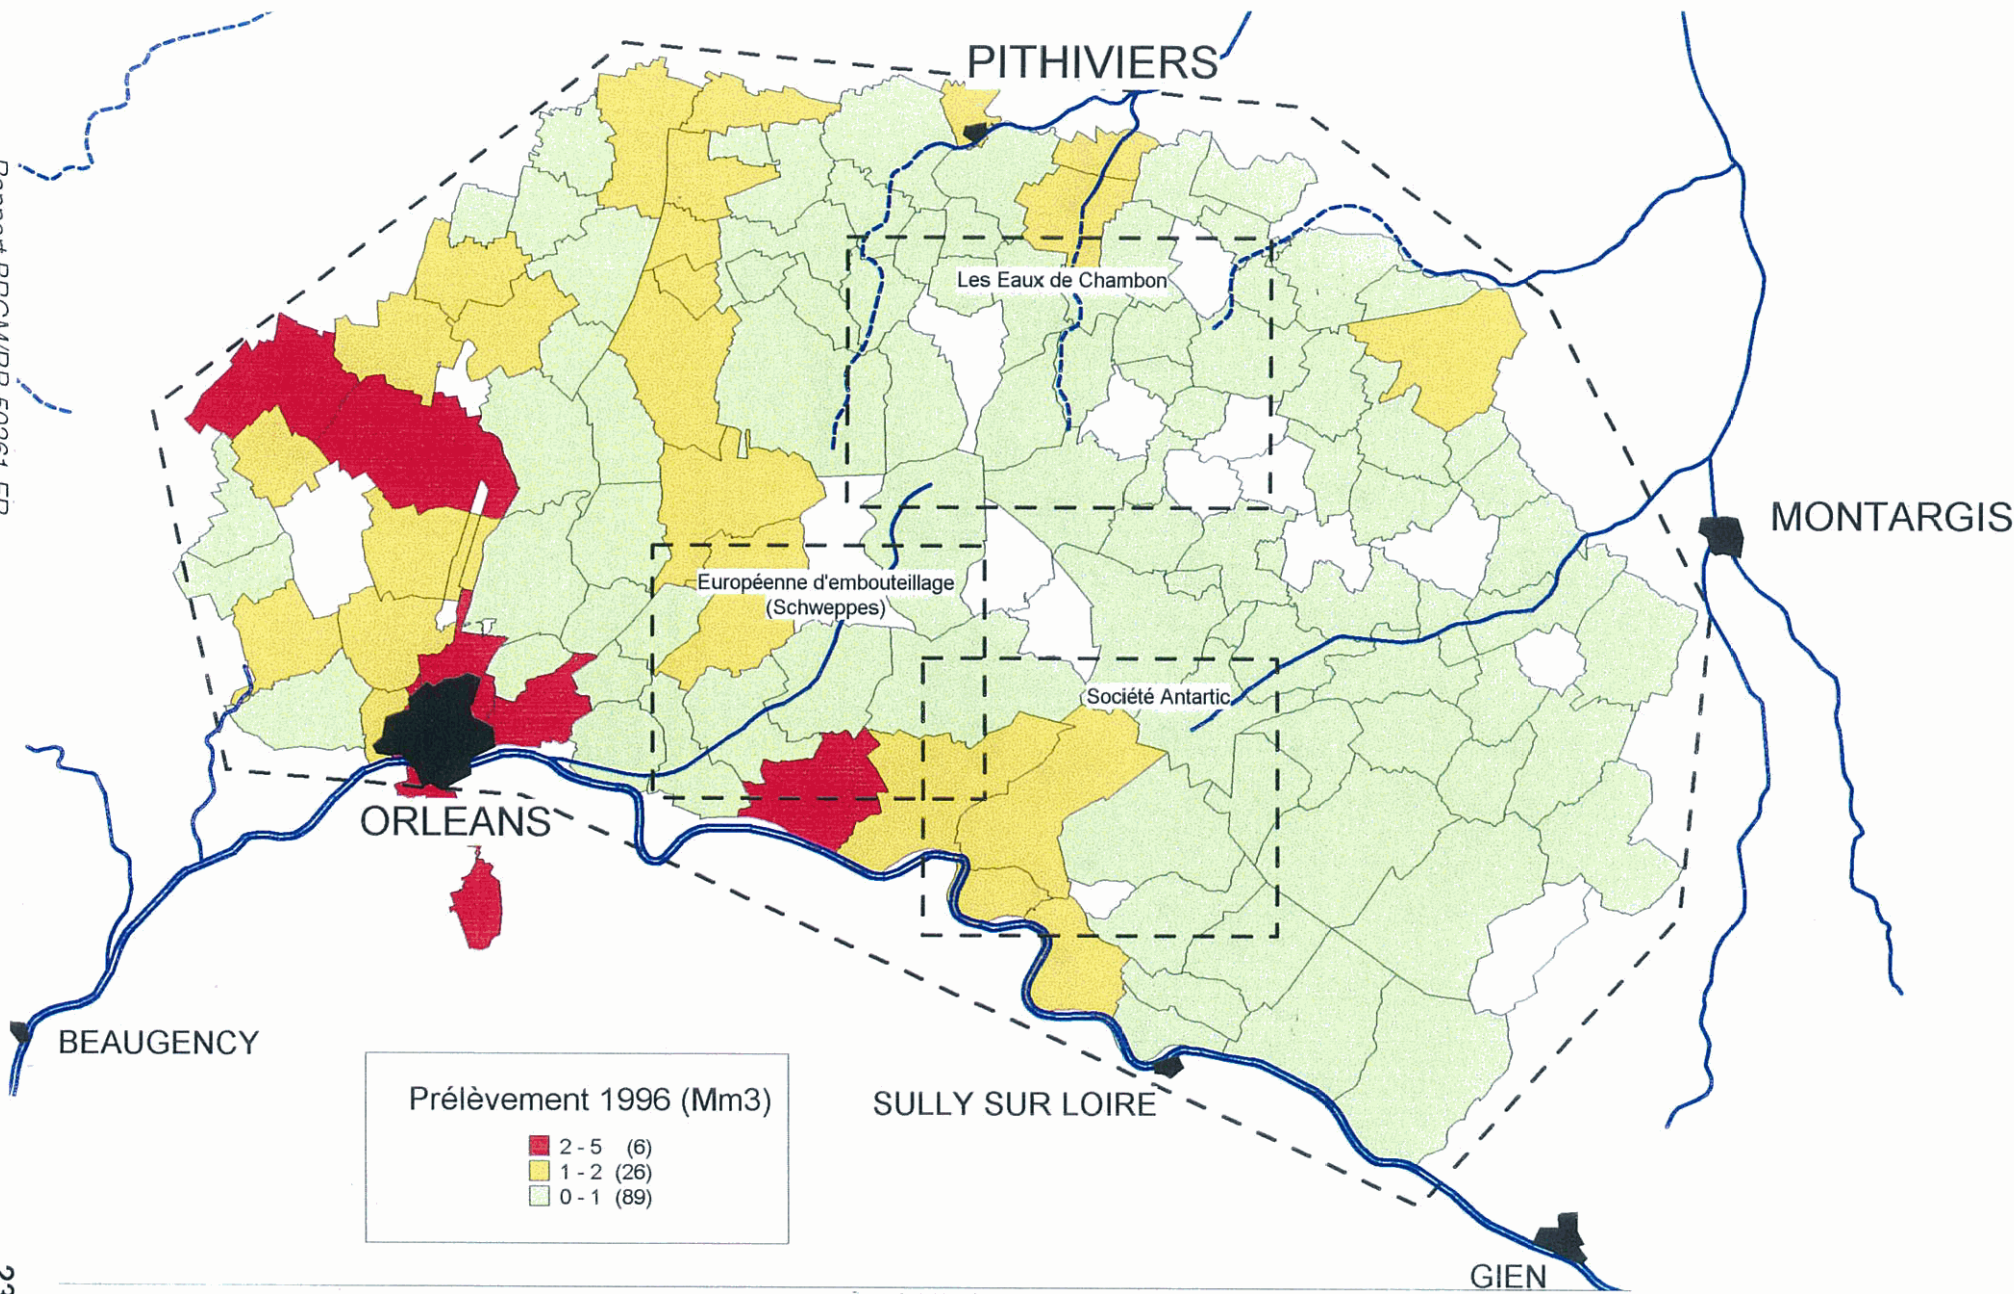 PITHIVIERS
Les Eaux de Chambon
MONTARGIS
Européenne d'embouteillage
(Schweppes)
Société Antartic
ORLEANS
BEAUGENCY
Prélèvement 1996 (Mm3)
2 - 5 (6)
1 - 2 (26)
0 - 1 (89)
SULLY SUR LOIRE
GIEN